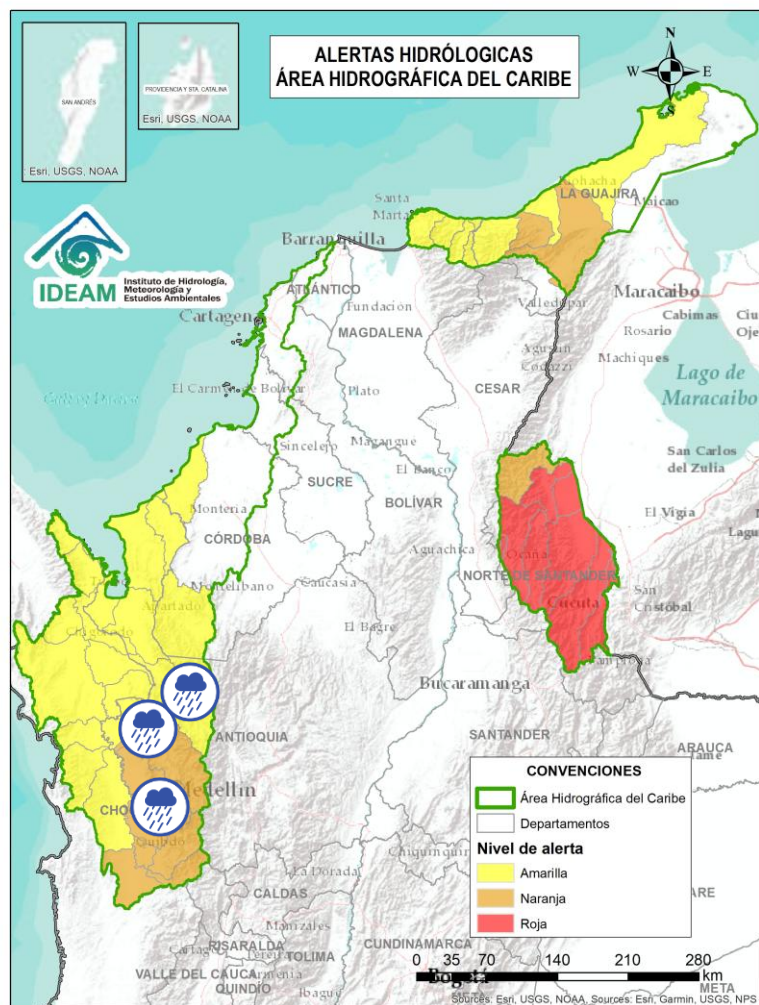 ALERTAS HIDRÓLOGICAS
ÁREA HIDROGRÁFICA DEL CARIBE
SAN ANDRÉS
Esri, USGS, NOAA
PROVIDENCIA Y STA. CATALINA
Esri, USGS, NOAA
N
W
E
S
IDEAM
Instituto de Hidrología,
Meteorología y
Estudios Ambientales
Santa
Marta
LA GUAJIRA
Maicao
Barranquilla
ATLÁNTICO
Cartagena
Fundación
MAGDALENA
Valledupar
Maracaibo
Cabimas
Rosario
Machiques
Agustín
Codazzi
CESAR
Lago de
Maracaibo
El Carmen de Bolívar
Plato
Sincelejo
Magangué
San Carlos
del Zulia
SUCRE
El Banco
BOLÍVAR
Montería
CÓRDOBA
El Vigía
Aguachica
Ocaña
NORTE DE SANTANDER
Cúcuta
San
Cristóbal
Montelíbano
Caucasia
Apartadó
El Bagre
Pamplona
Bucaramanga
ANTIOQUIA
SANTANDER
ARAUCA
Medellín
CHO
Quibdó
La Dorada
CALDAS
Manizales
RISARALDA
Pereira
TOLIMA
CUNDINAMARCA
VALLE DEL CAUCA
Armenia
QUINDÍO
Ibagué
Bogotá
META
META
CONVENCIONES
Área Hidrográfica del Caribe
Departamentos
Nivel de alerta
Amarilla
Naranja
Roja
0 35 70 140 210 280
km
Sources: Esri, USGS, NOAA, Sources: Esri, Garmin, USGS, NPS